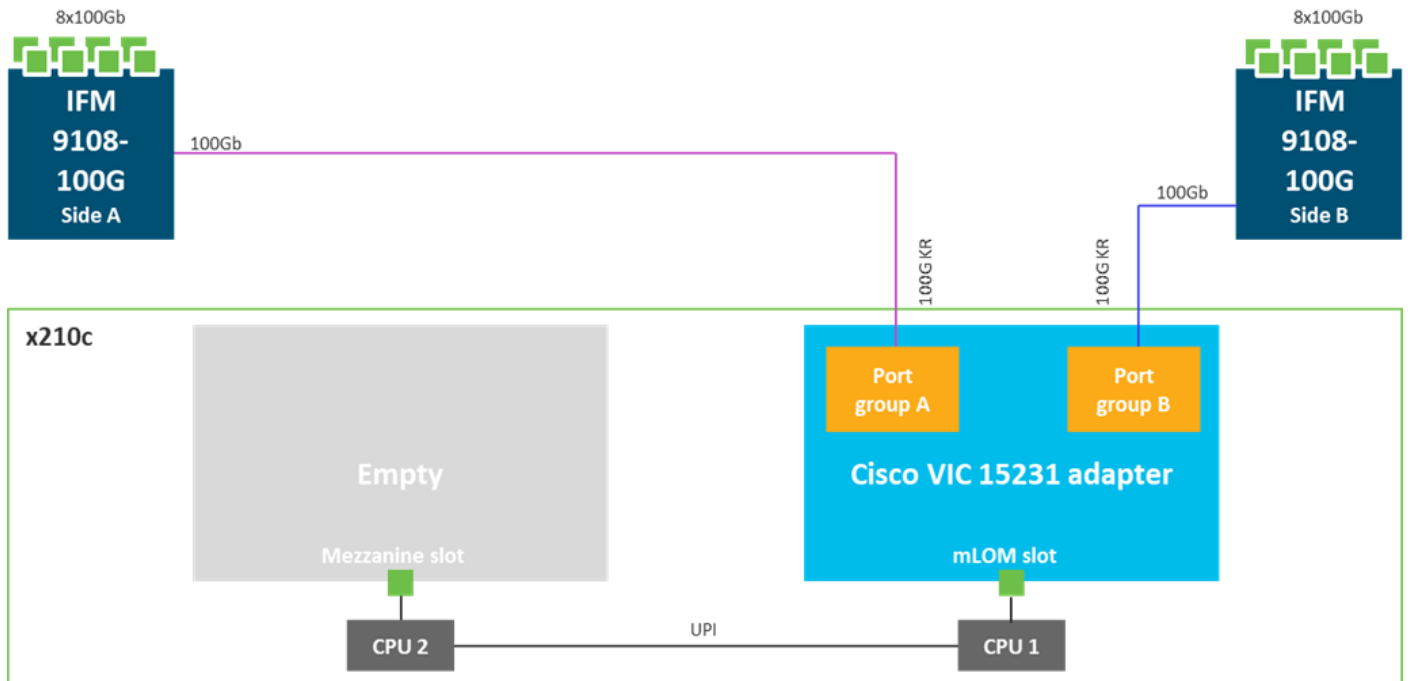 8x100Gb
8x100Gb
IFM
9108-
100G
Side A
IFM
9108-
100G
Side B
100Gb
100Gb
100G KR
100G KR
x210c
Port
group A
Port
group B
Empty
Cisco VIC 15231 adapter
Mezzanine slot
mLOM slot
CPU 2
UPI
CPU 1